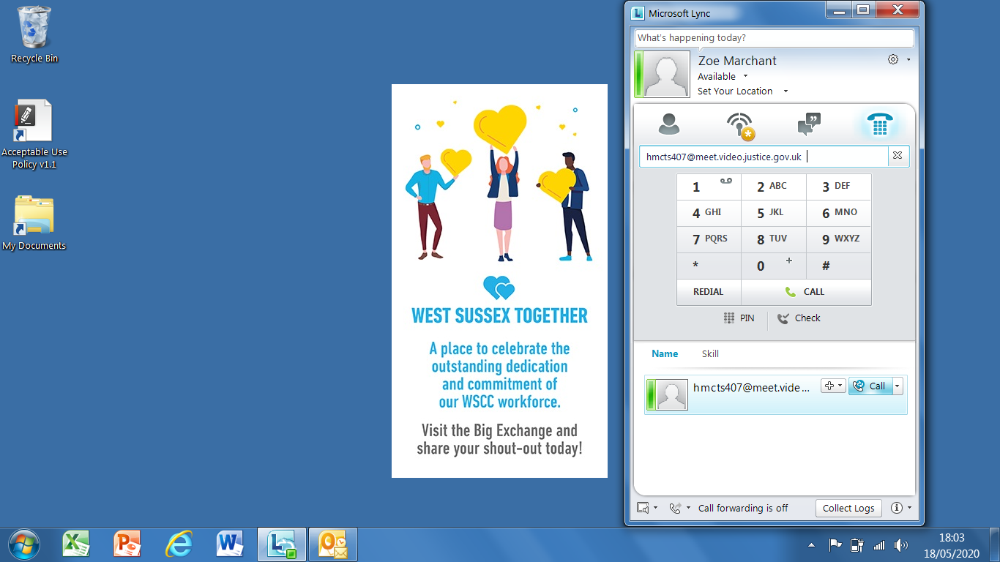 Recycle Bin
Acceptable Use
Policy v1.1
My Documents
WEST SUSSEX TOGETHER
A place to celebrate the
outstanding dedication
and commitment of
our WSCC workforce.
Visit the Big Exchange and
share your shout-out today!
Microsoft Lync
What's happening today?
Zoe Marchant
Available
Set Your Location
hmcts407@meet.video.justice.gov.uk
1 2 ABC 3 DEF
4 GHI 5 JKL 6 MNO
7 PQRS 8 TUV 9 WXYZ
* 0 + #
REDIAL CALL
PIN Check
Name Skill
hmcts407@meet.vide... Call
Call forwarding is off Collect Logs
18:03
18/05/2020